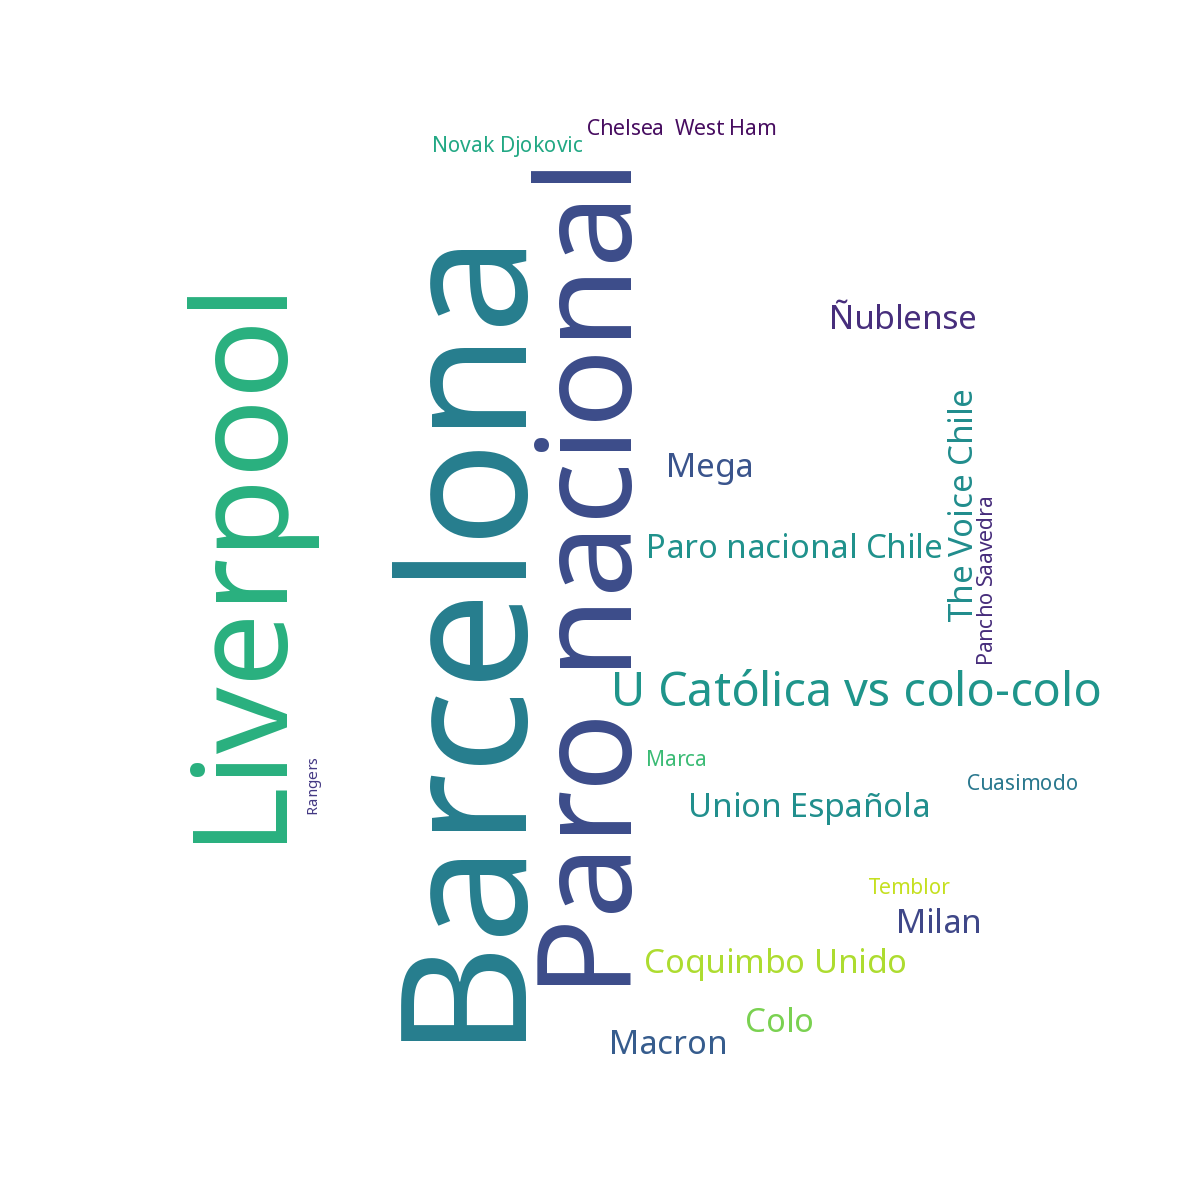 Chelsea
West Ham
Novak Djokovic
Liverpool
Barcelona
Paro nacional
Ñublense
Mega
The Voice Chile
Pancho Saavedra
Paro nacional Chile
U Católica vs colo-colo
Marca
Rangers
Cuasimodo
Union Española
Temblor
Milan
Coquimbo Unido
Colo
Macron